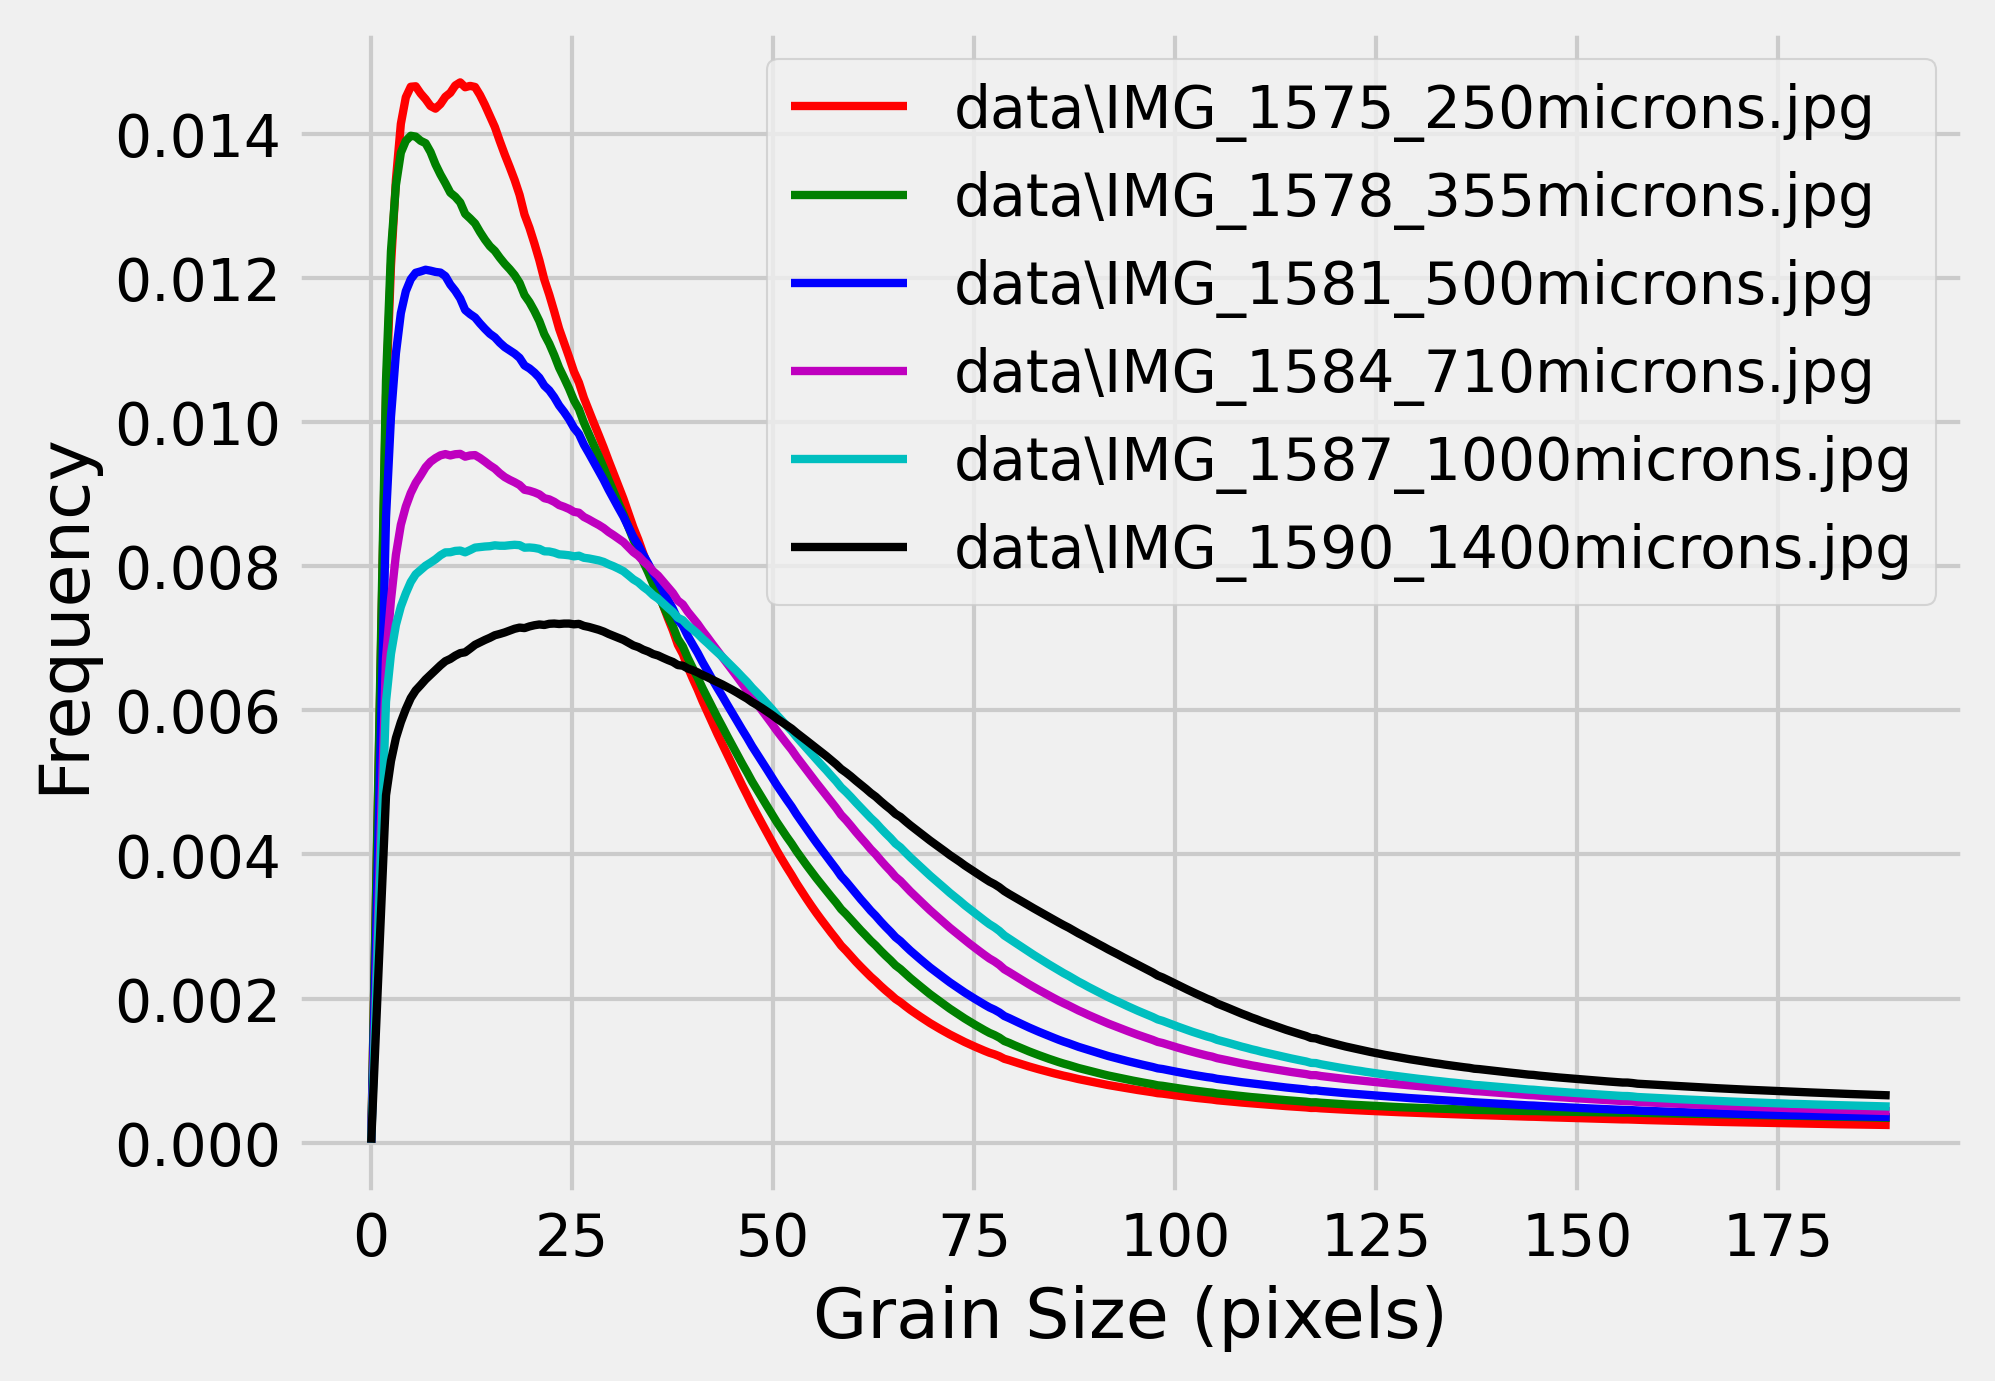 data\IMG_1575_250microns.jpg
data\IMG_1578_355microns.jpg
data\IMG_1581_500microns.jpg
data\IMG_1584_710microns.jpg
data\IMG_1587_1000microns.jpg
data\IMG_1590_1400microns.jpg
Frequency
0.014
0.012
0.010
0.008
0.006
0.004
0.002
0.000
0 25 50 75 100 125 150 175
Grain Size (pixels)